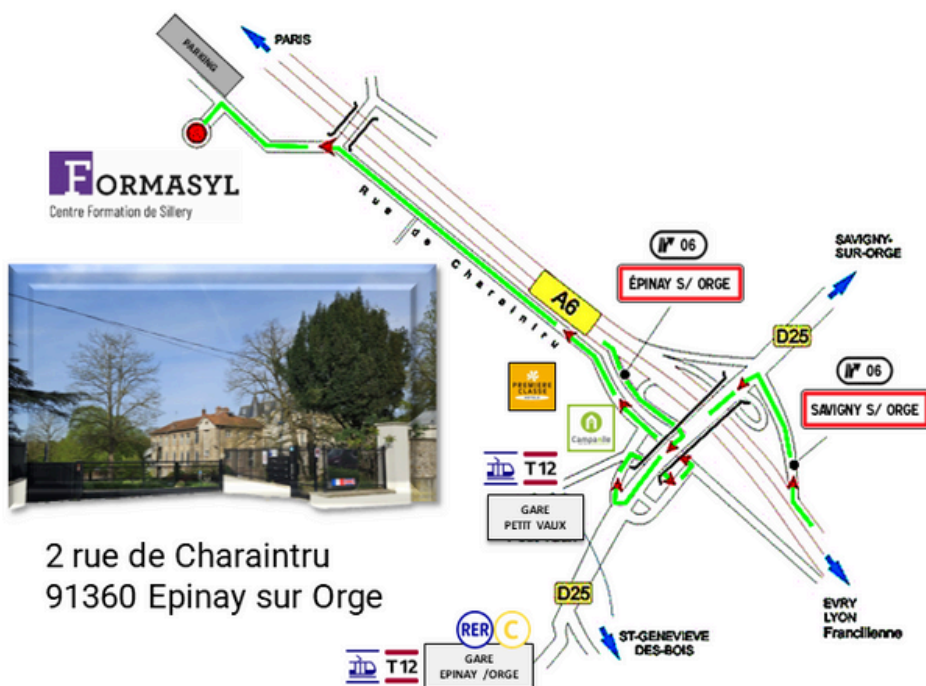 PARKING
PARIS
FORMASYL
Centre Formation de Sillery
Rue de Charaintru
06
ÉPINAY S/ ORGE
SAVIGNY-
SUR-ORGE
A6
D25
06
SAVIGNY S/ ORGE
PREMIERE
CLASSE
Campanile
T12
GARE
PETIT VAUX
2 rue de Charaintru
91360 Epinay sur Orge
D25
EVRY
LYON
Francilienne
RER C
ST-GENEVIEVE
DES-BOIS
T12
GARE
EPINAY /ORGE